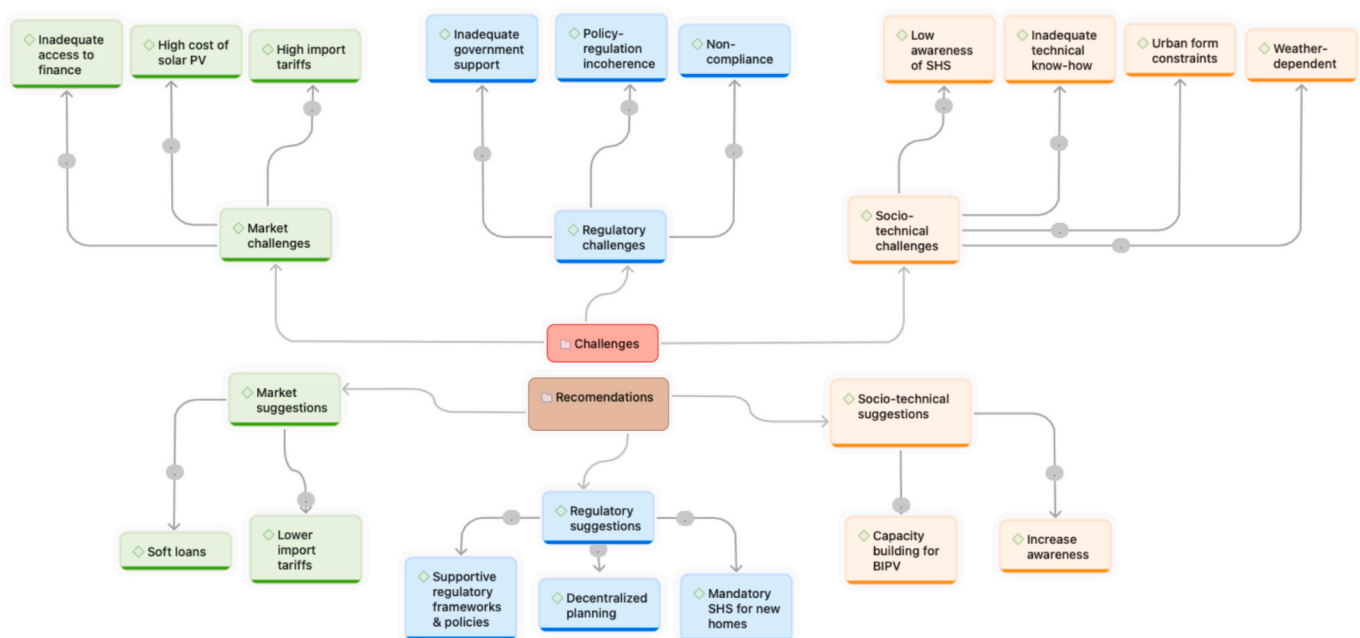 Inadequate
access to
finance
High cost of
solar PV
High import
tariffs
Inadequate
government
support
Policy-
regulation
incoherence
Non-
compliance
Low
awareness
of SHS
Inadequate
technical
know-how
Urban form
constraints
Weather-
dependent
Market
challenges
Regulatory
challenges
Socio-
technical
challenges
Challenges
Recomendations
Market
suggestions
Socio-technical
suggestions
Regulatory
suggestions
Soft loans
Lower
import
tariffs
Supportive
regulatory
frameworks
& policies
Decentralized
planning
Mandatory
SHS for new
homes
Capacity
building for
BIPV
Increase
awareness